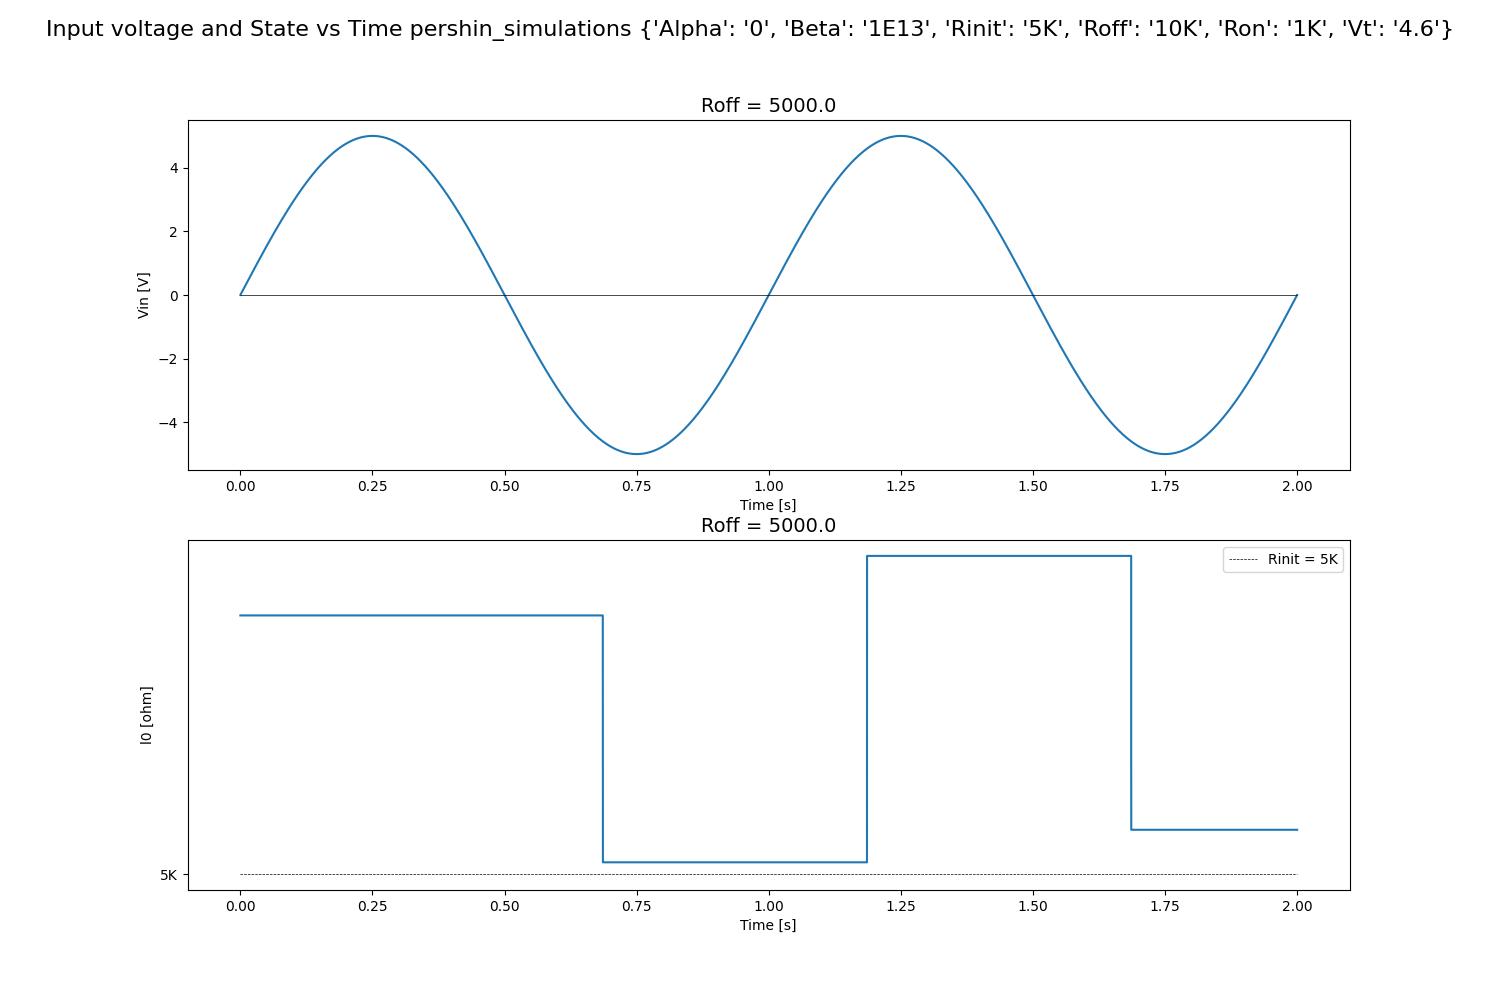 Input voltage and State vs Time pershin_simulations {'Alpha': '0', 'Beta': '1E13', 'Rinit': '5K', 'Roff': '10K', 'Ron': '1K', 'Vt': '4.6'}
Roff = 5000.0
4
2
0
−2
−4
Vin [V]
0.00 0.25 0.50 0.75 1.00 1.25 1.50 1.75 2.00
Time [s]
Roff = 5000.0
Rinit = 5K
l0 [ohm]
5K
0.00 0.25 0.50 0.75 1.00 1.25 1.50 1.75 2.00
Time [s]